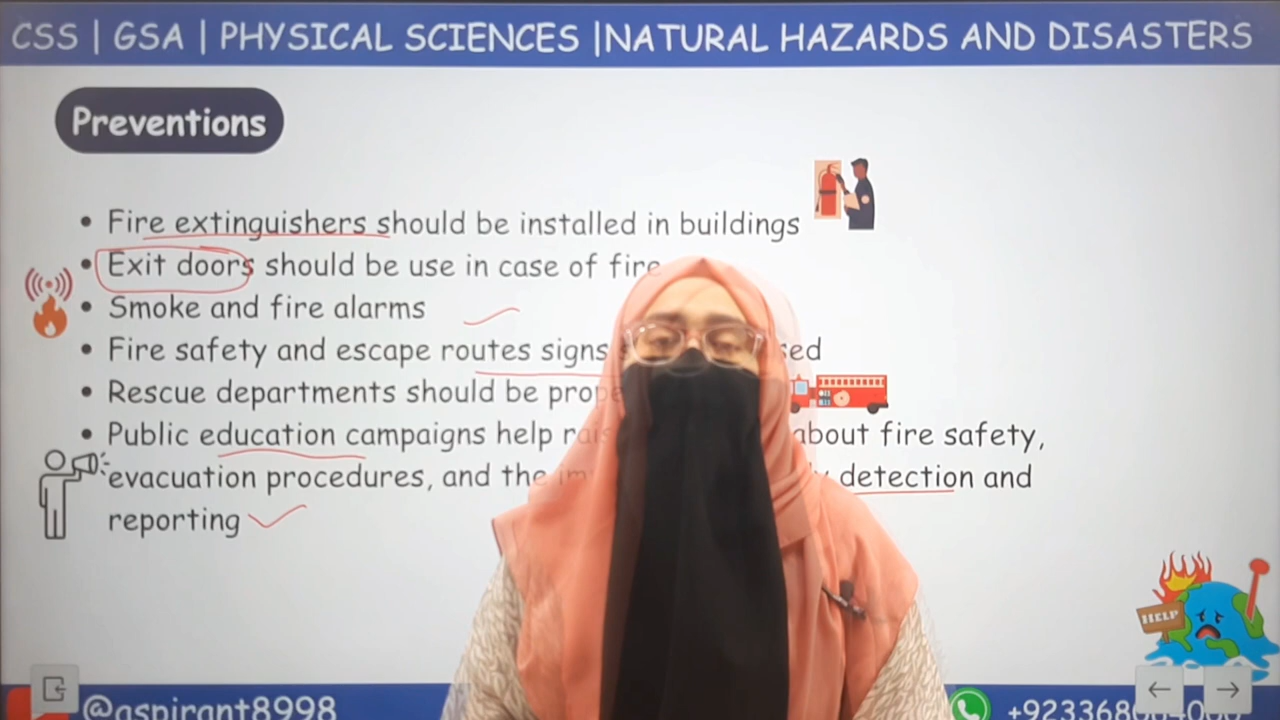 CSS | GSA | PHYSICAL SCIENCES |NATURAL HAZARDS AND DISASTERS
Preventions
• Fire extinguishers should be installed in buildings
• Exit doors should be use in case of fire
• Smoke and fire alarms
• Fire safety and escape routes signs
• Rescue departments should be
• Public education campaigns help about fire safety,
evacuation procedures, and the detection and
reporting
HELP
@aspirant8998